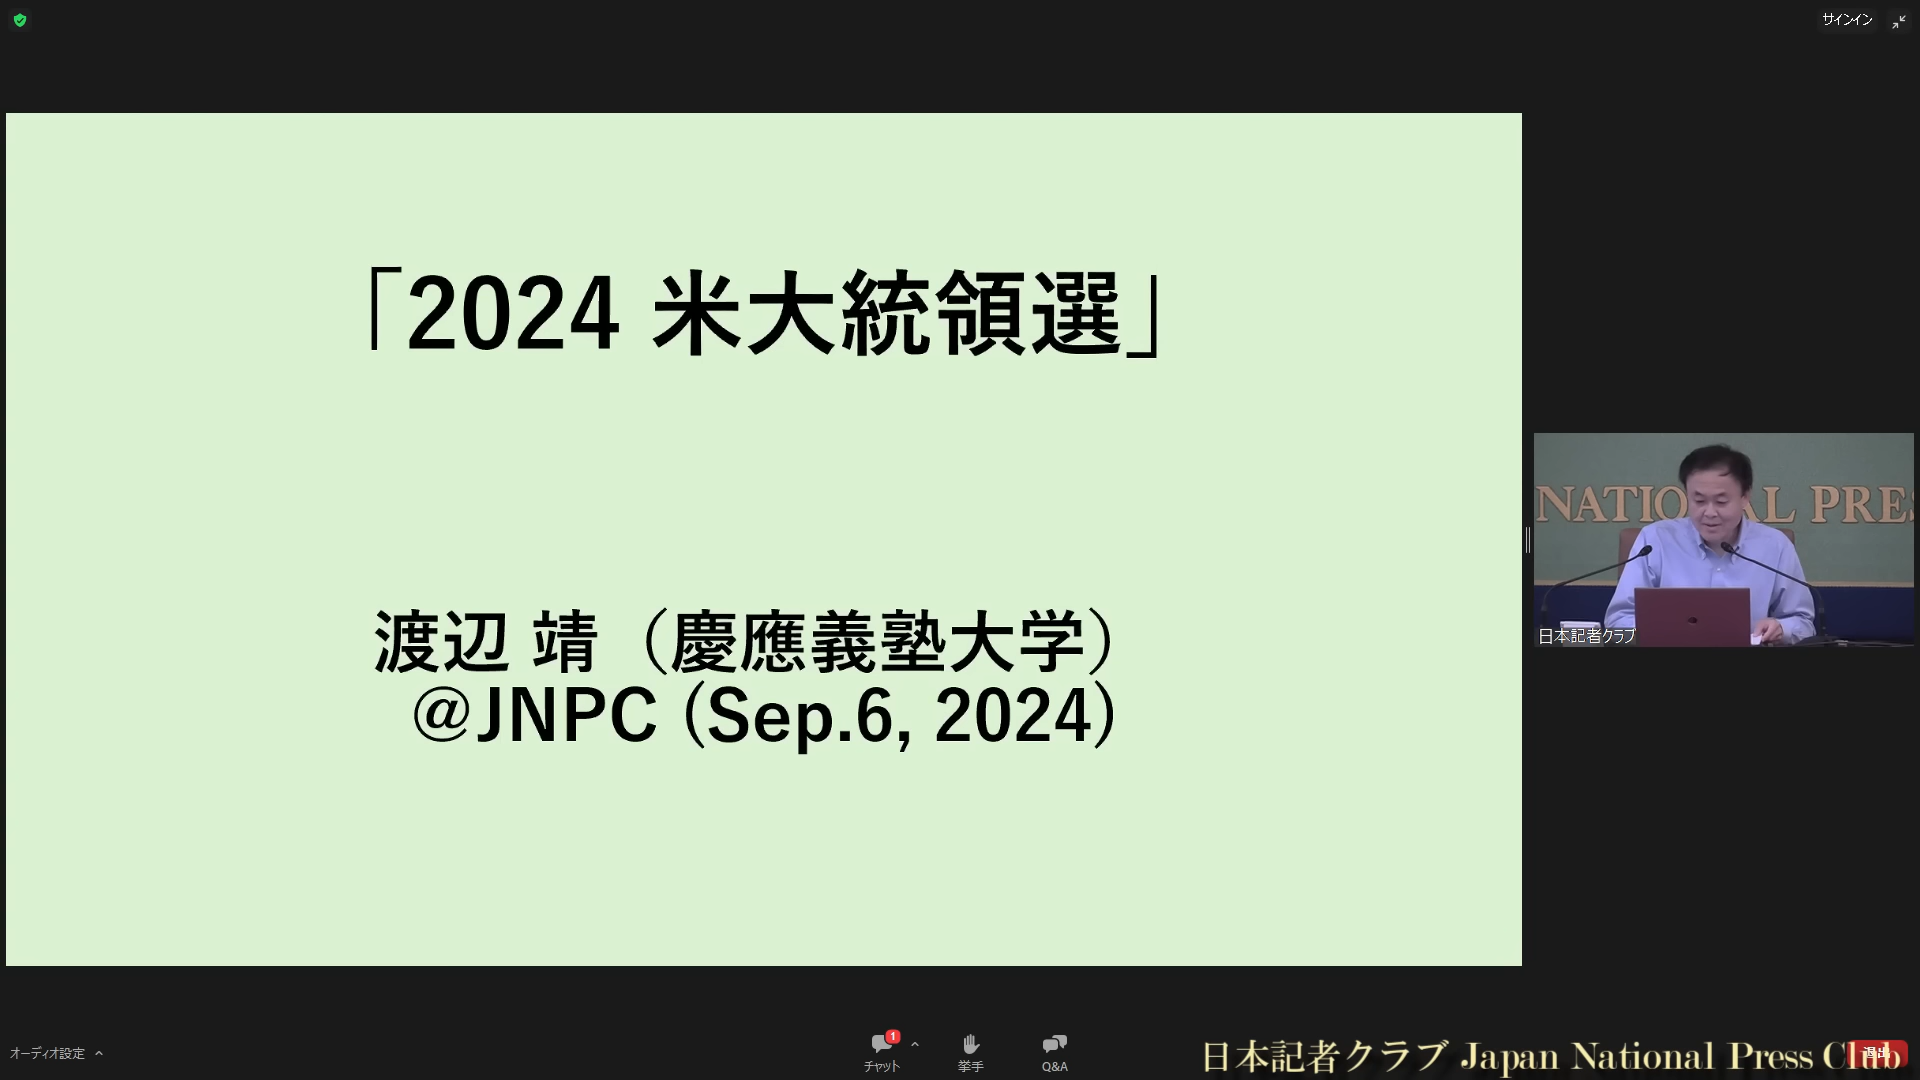 サインイン
「2024 米大統領選」
渡辺 靖（慶應義塾大学）
@JNPC (Sep.6, 2024)
NATIONAL PRES
日本記者クラブ
オーディオ設定
1
チャット
挙手
Q&A
日本記者クラブ Japan National Press Club
退出